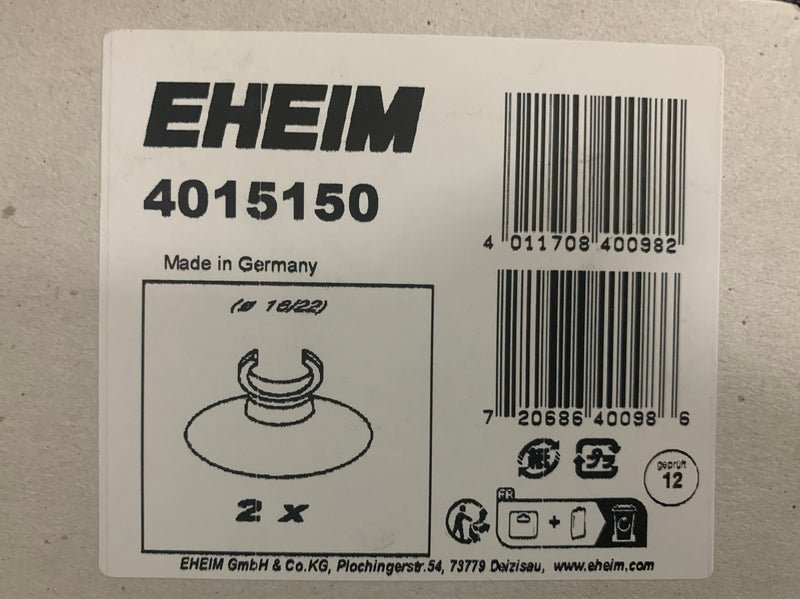 EHEIM
4015150
Made in Germany
(ø 16/22)
2 x
4 011708 400982
7 20686 40098 6
geprüft
12
FR
+
EHEIM GmbH & Co.KG, Plochingerstr.54, 73779 Deizisau, www.eheim.com